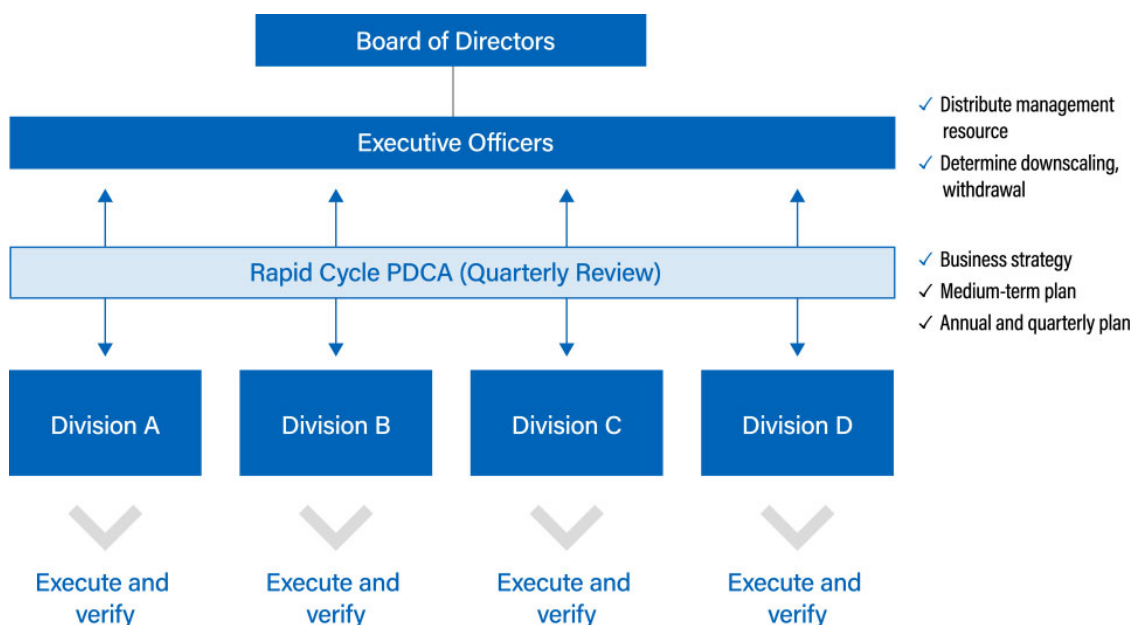 Board of Directors
Executive Officers
✓ Distribute management
resource
✓ Determine downscaling,
withdrawal
Rapid Cycle PDCA (Quarterly Review)
✓ Business strategy
✓ Medium-term plan
✓ Annual and quarterly plan
Division A
Division B
Division C
Division D
Execute and
verify
Execute and
verify
Execute and
verify
Execute and
verify